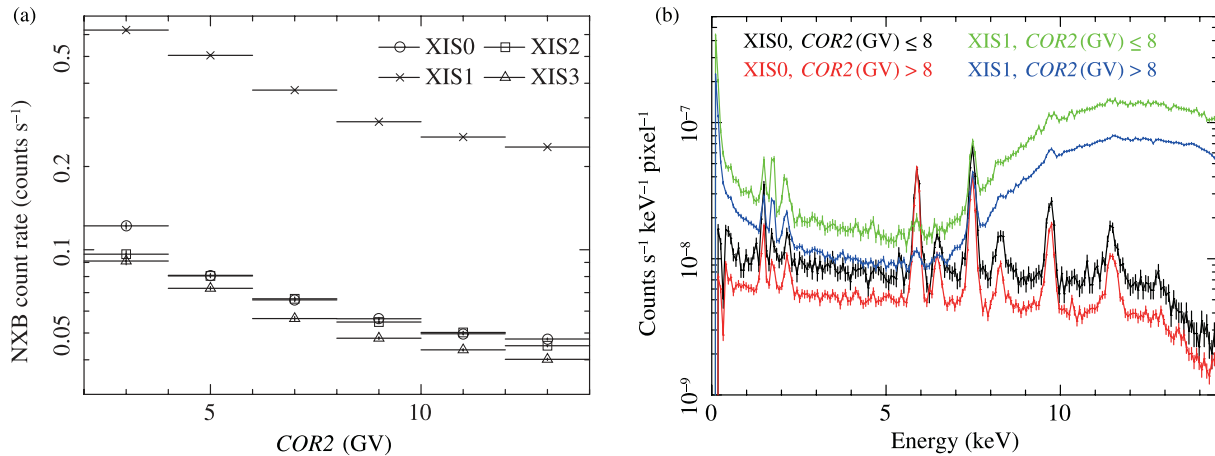 (a)
XIS0 XIS2
XIS1 XIS3
NXB count rate (counts s⁻¹)
0.5
0.2
0.1
0.05
5 10
COR2 (GV)
(b)
XIS0, COR2(GV) ≤ 8 XIS1, COR2(GV) ≤ 8
XIS0, COR2(GV) > 8 XIS1, COR2(GV) > 8
Counts s⁻¹ keV⁻¹ pixel⁻¹
10⁻⁷
10⁻⁸
10⁻⁹
0 5 10
Energy (keV)